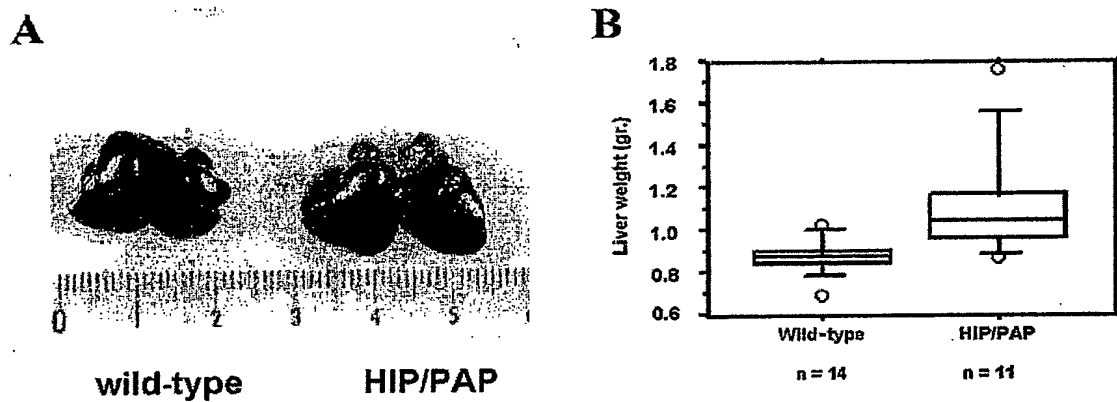 A
0 1 2 3 4 5
wild-type HIP/PAP
B
Liver weight (gr.)
1.8
1.6
1.4
1.2
1.0
0.8
0.6
Wild-type HIP/PAP
n = 14 n = 11